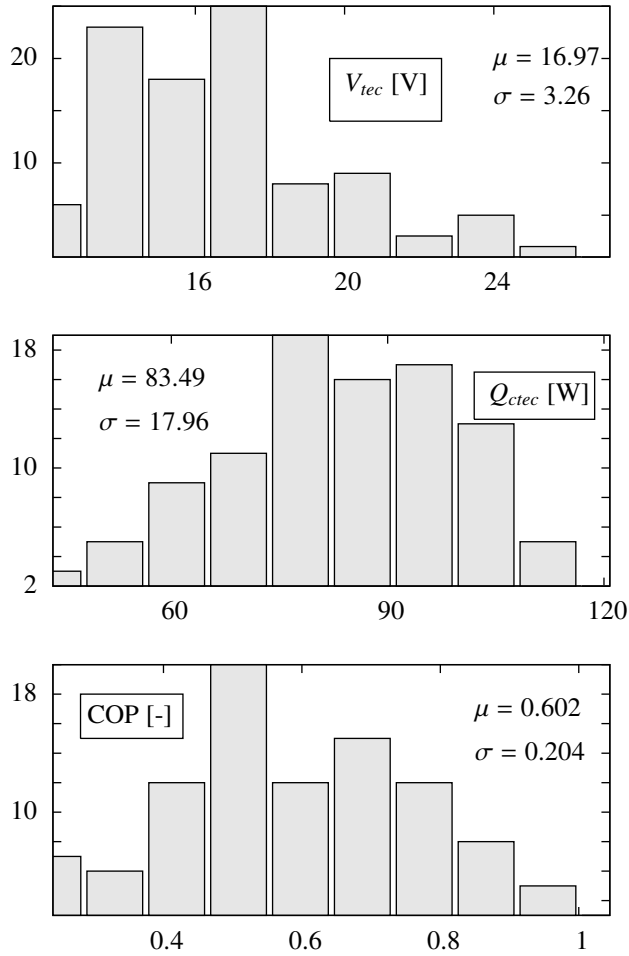 20
10
V_tec [V]
μ = 16.97
σ = 3.26
16 20 24
18
10
2
μ = 83.49
σ = 17.96
Q_ctec [W]
60 90 120
18
10
COP [-]
μ = 0.602
σ = 0.204
0.4 0.6 0.8 1